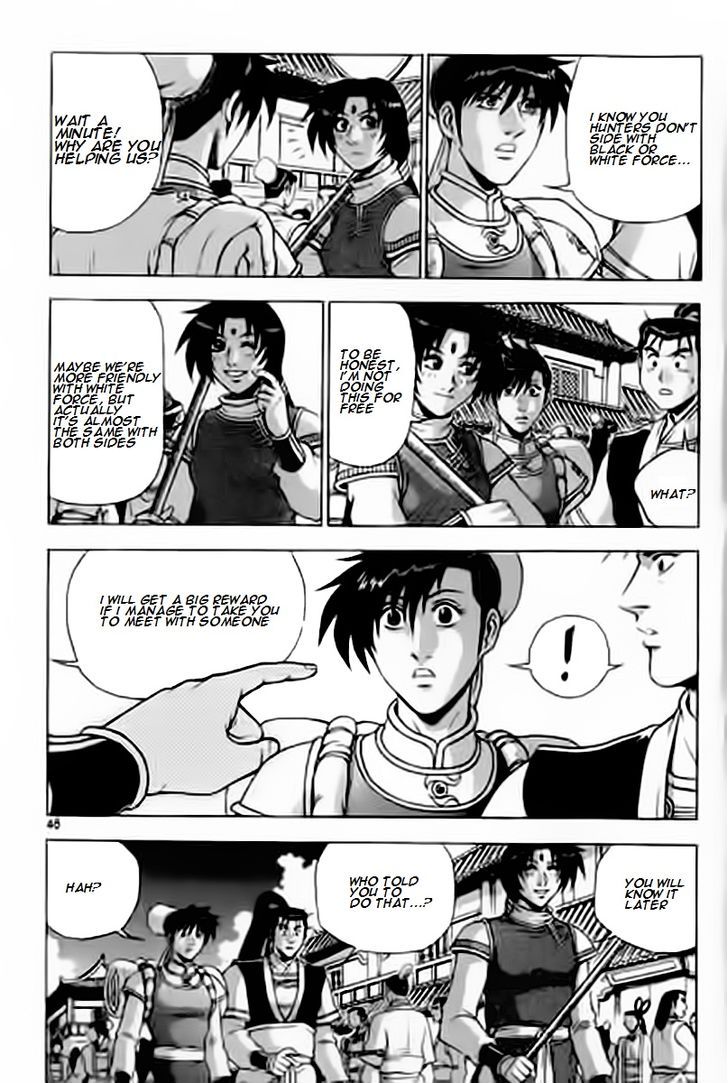 WAIT A
MINUTE!
WHY ARE YOU
HELPING US?
I KNOW YOU
HUNTERS DON'T
SIDE WITH
BLACK OR
WHITE FORCE...
MAYBE WE'RE
MORE FRIENDLY
WITH WHITE
FORCE, BUT
ACTUALLY
IT'S ALMOST
THE SAME WITH
BOTH SIDES
TO BE
HONEST,
I'M NOT
DOING
THIS FOR
FREE
WHAT?
I WILL GET A BIG REWARD
IF I MANAGE TO TAKE YOU
TO MEET WITH SOMEONE
!
46
HAH?
WHO TOLD
YOU TO
DO THAT...?
YOU WILL
KNOW IT
LATER